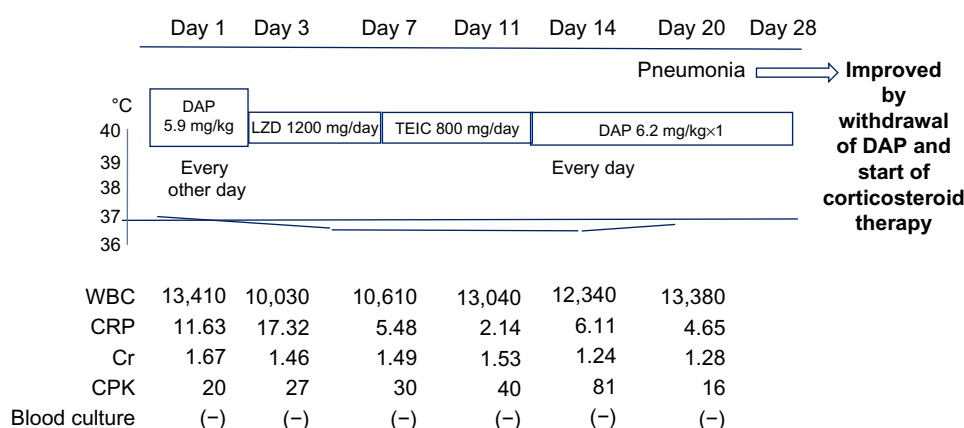 Day 1 Day 3 Day 7 Day 11 Day 14 Day 20 Day 28
Pneumonia
Improved
by
withdrawal
of DAP and
start of
corticosteroid
therapy
°C
40
39
38
37
36
DAP
5.9 mg/kg
LZD 1200 mg/day
TEIC 800 mg/day
DAP 6.2 mg/kg×1
Every
other day
Every day
WBC 13,410 10,030 10,610 13,040 12,340 13,380
CRP 11.63 17.32 5.48 2.14 6.11 4.65
Cr 1.67 1.46 1.49 1.53 1.24 1.28
CPK 20 27 30 40 81 16
Blood culture (−) (−) (−) (−) (−) (−)